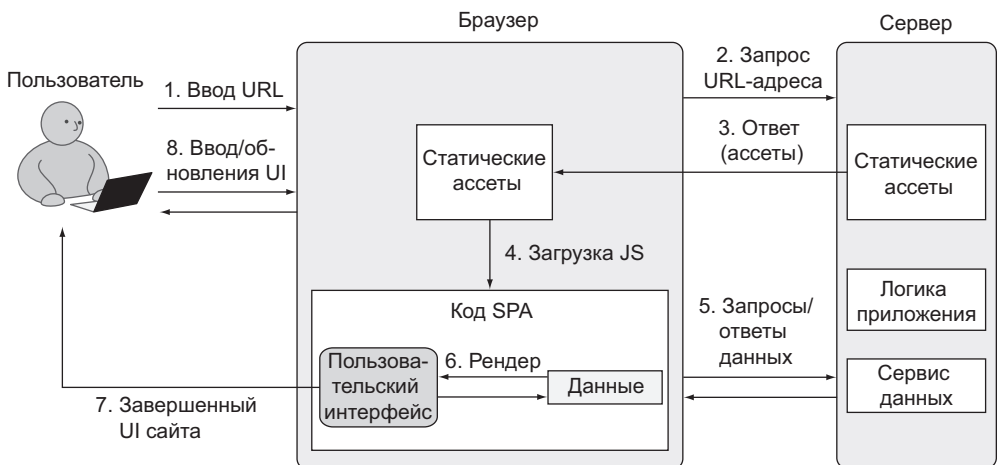 Браузер
Сервер
Пользователь
1. Ввод URL
2. Запрос
URL-адреса
8. Ввод/об-
новления UI
3. Ответ
(ассеты)
Статические
ассеты
Статические
ассеты
4. Загрузка JS
Код SPA
5. Запросы/
ответы
данных
Логика
приложения
Пользова-
тельский
интерфейс
6. Рендер
Данные
Сервис
данных
7. Завершенный
UI сайта